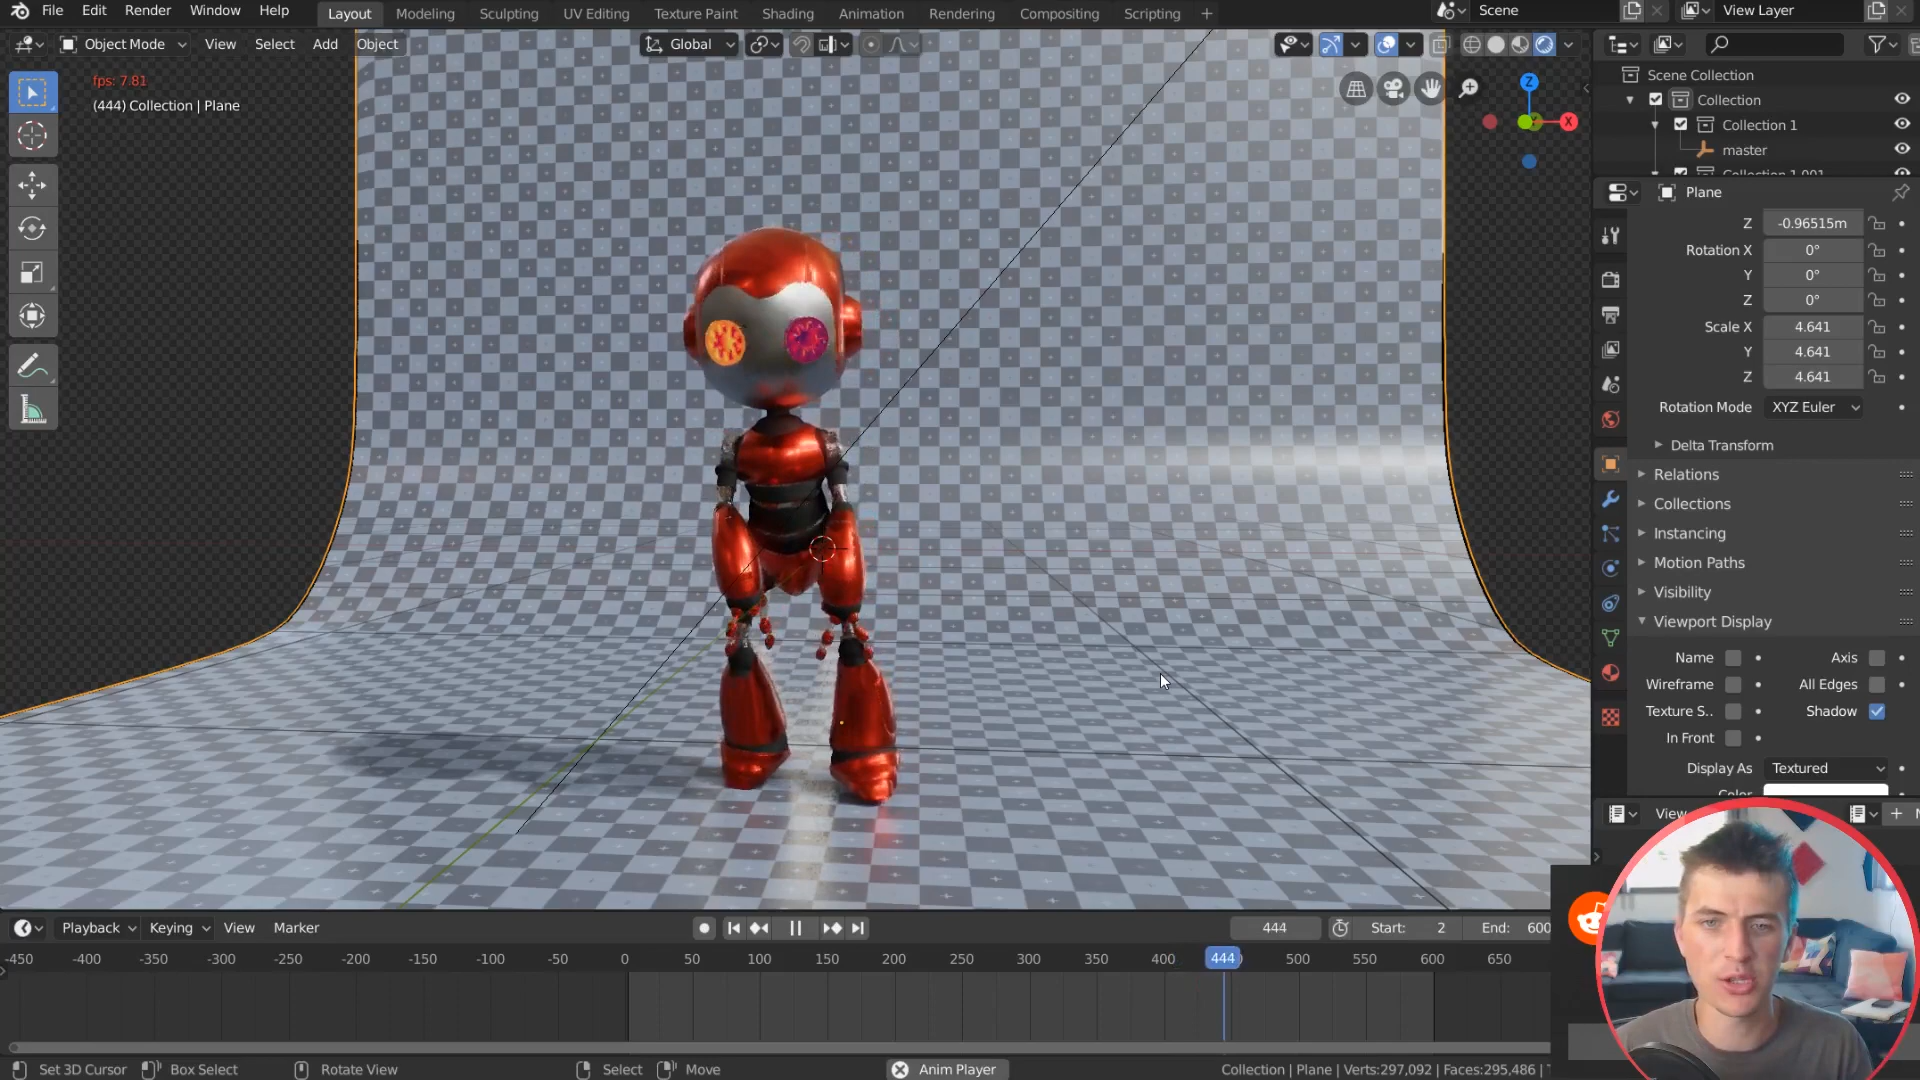 File Edit Render Window Help Layout Modeling Sculpting UV Editing Texture Paint Shading Animation Rendering Compositing Scripting + Scene View Layer
Object Mode View Select Add Object Global
fps: 7.81
(444) Collection | Plane
Z
X
Scene Collection
Collection
Collection 1
master
Collection 1.001
Plane
Z -0.96515m
Rotation X 0°
Y 0°
Z 0°
Scale X 4.641
Y 4.641
Z 4.641
Rotation Mode XYZ Euler
Delta Transform
Relations
Collections
Instancing
Motion Paths
Visibility
Viewport Display
Name Axis
Wireframe All Edges
Texture S.. Shadow
In Front
Display As Textured
Color
View
Playback Keying View Marker 444 Start: 2 End: 600
-450 -400 -350 -300 -250 -200 -150 -100 -50 0 50 100 150 200 250 300 350 400 444 500 550 600 650
Set 3D Cursor Box Select Rotate View Select Move Anim Player Collection | Plane | Verts:297,092 | Faces:295,486 |